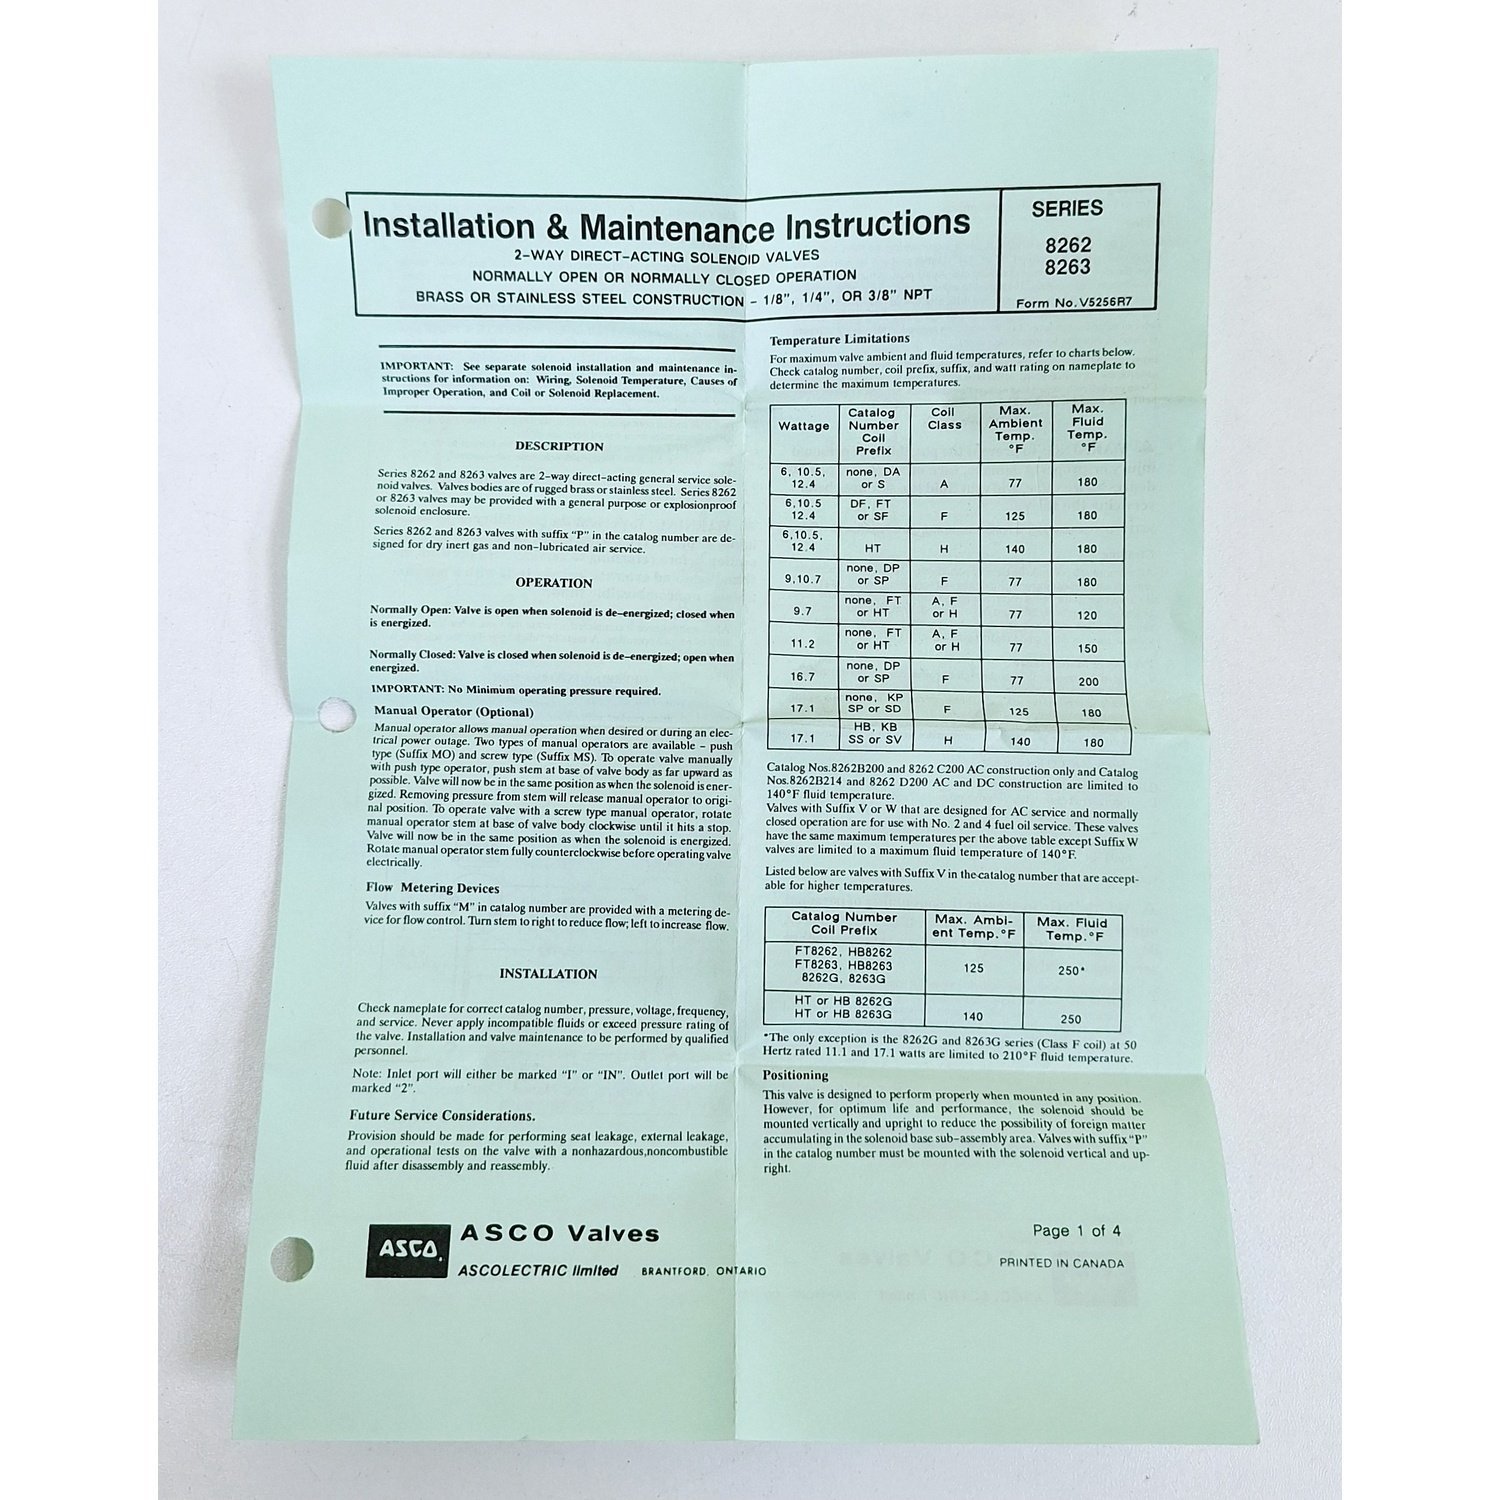 Installation & Maintenance Instructions
2-WAY DIRECT-ACTING SOLENOID VALVES
NORMALLY OPEN OR NORMALLY CLOSED OPERATION
BRASS OR STAINLESS STEEL CONSTRUCTION - 1/8", 1/4", OR 3/8" NPT
SERIES
8262
8263
Form No.V5256R7
IMPORTANT: See separate solenoid installation and maintenance in-
structions for information on: Wiring, Solenoid Temperature, Causes of
Improper Operation, and Coil or Solenoid Replacement.
DESCRIPTION
Series 8262 and 8263 valves are 2-way direct-acting general service sole-
noid valves. Valves bodies are of rugged brass or stainless steel. Series 8262
or 8263 valves may be provided with a general purpose or explosionproof
solenoid enclosure.
Series 8262 and 8263 valves with suffix "P" in the catalog number are de-
signed for dry inert gas and non-lubricated air service.
OPERATION
Normally Open: Valve is open when solenoid is de-energized; closed when
is energized.
Normally Closed: Valve is closed when solenoid is de-energized; open when
energized.
IMPORTANT: No Minimum operating pressure required.
Manual Operator (Optional)
Manual operator allows manual operation when desired or during an elec-
trical power outage. Two types of manual operators are available - push
type (Suffix MO) and screw type (Suffix MS). To operate valve manually
with push type operator, push stem at base of valve body as far upward as
possible. Valve will now be in the same position as when the solenoid is ener-
gized. Removing pressure from stem will release manual operator to origi-
nal position. To operate valve with a screw type manual operator, rotate
manual operator stem at base of valve body clockwise until it hits a stop.
Valve will now be in the same position as when the solenoid is energized.
Rotate manual operator stem fully counterclockwise before operating valve
electrically.
Flow Metering Devices
Valves with suffix "M" in catalog number are provided with a metering de-
vice for flow control. Turn stem to right to reduce flow; left to increase flow.
INSTALLATION
Check nameplate for correct catalog number, pressure, voltage, frequency,
and service. Never apply incompatible fluids or exceed pressure rating of
the valve. Installation and valve maintenance to be performed by qualified
personnel.
Note: Inlet port will either be marked "I" or "IN". Outlet port will be
marked "2".
Future Service Considerations.
Provision should be made for performing seat leakage, external leakage,
and operational tests on the valve with a nonhazardous,noncombustible
fluid after disassembly and reassembly.
Temperature Limitations
For maximum valve ambient and fluid temperatures, refer to charts below.
Check catalog number, coil prefix, suffix, and watt rating on nameplate to
determine the maximum temperatures.
Wattage | Catalog Number Coil Prefix | Coil Class | Max. Ambient Temp. °F | Max. Fluid Temp. °F
6, 10.5, 12.4 | none, DA or S | A | 77 | 180
6,10.5 12.4 | DF, FT or SF | F | 125 | 180
6,10.5, 12.4 | HT | H | 140 | 180
9,10.7 | none, DP or SP | F | 77 | 180
9.7 | none, FT or HT | A, F or H | 77 | 120
11.2 | none, FT or HT | A, F or H | 77 | 150
16.7 | none, DP or SP | F | 77 | 200
17.1 | none, KP SP or SD | F | 125 | 180
17.1 | HB, KB SS or SV | H | 140 | 180
Catalog Nos.8262B200 and 8262 C200 AC construction only and Catalog
Nos.8262B214 and 8262 D200 AC and DC construction are limited to
140°F fluid temperature.
Valves with Suffix V or W that are designed for AC service and normally
closed operation are for use with No. 2 and 4 fuel oil service. These valves
have the same maximum temperatures per the above table except Suffix W
valves are limited to a maximum fluid temperature of 140°F.
Listed below are valves with Suffix V in the catalog number that are accept-
able for higher temperatures.
Catalog Number Coil Prefix | Max. Ambi-ent Temp.°F | Max. Fluid Temp.°F
FT8262, HB8262 FT8263, HB8263 8262G, 8263G | 125 | 250*
HT or HB 8262G HT or HB 8263G | 140 | 250
*The only exception is the 8262G and 8263G series (Class F coil) at 50
Hertz rated 11.1 and 17.1 watts are limited to 210°F fluid temperature.
Positioning
This valve is designed to perform properly when mounted in any position.
However, for optimum life and performance, the solenoid should be
mounted vertically and upright to reduce the possibility of foreign matter
accumulating in the solenoid base sub-assembly area. Valves with suffix "P"
in the catalog number must be mounted with the solenoid vertical and up-
right.
ASCO
ASCO Valves
ASCOLECTRIC limited BRANTFORD, ONTARIO
Page 1 of 4
PRINTED IN CANADA